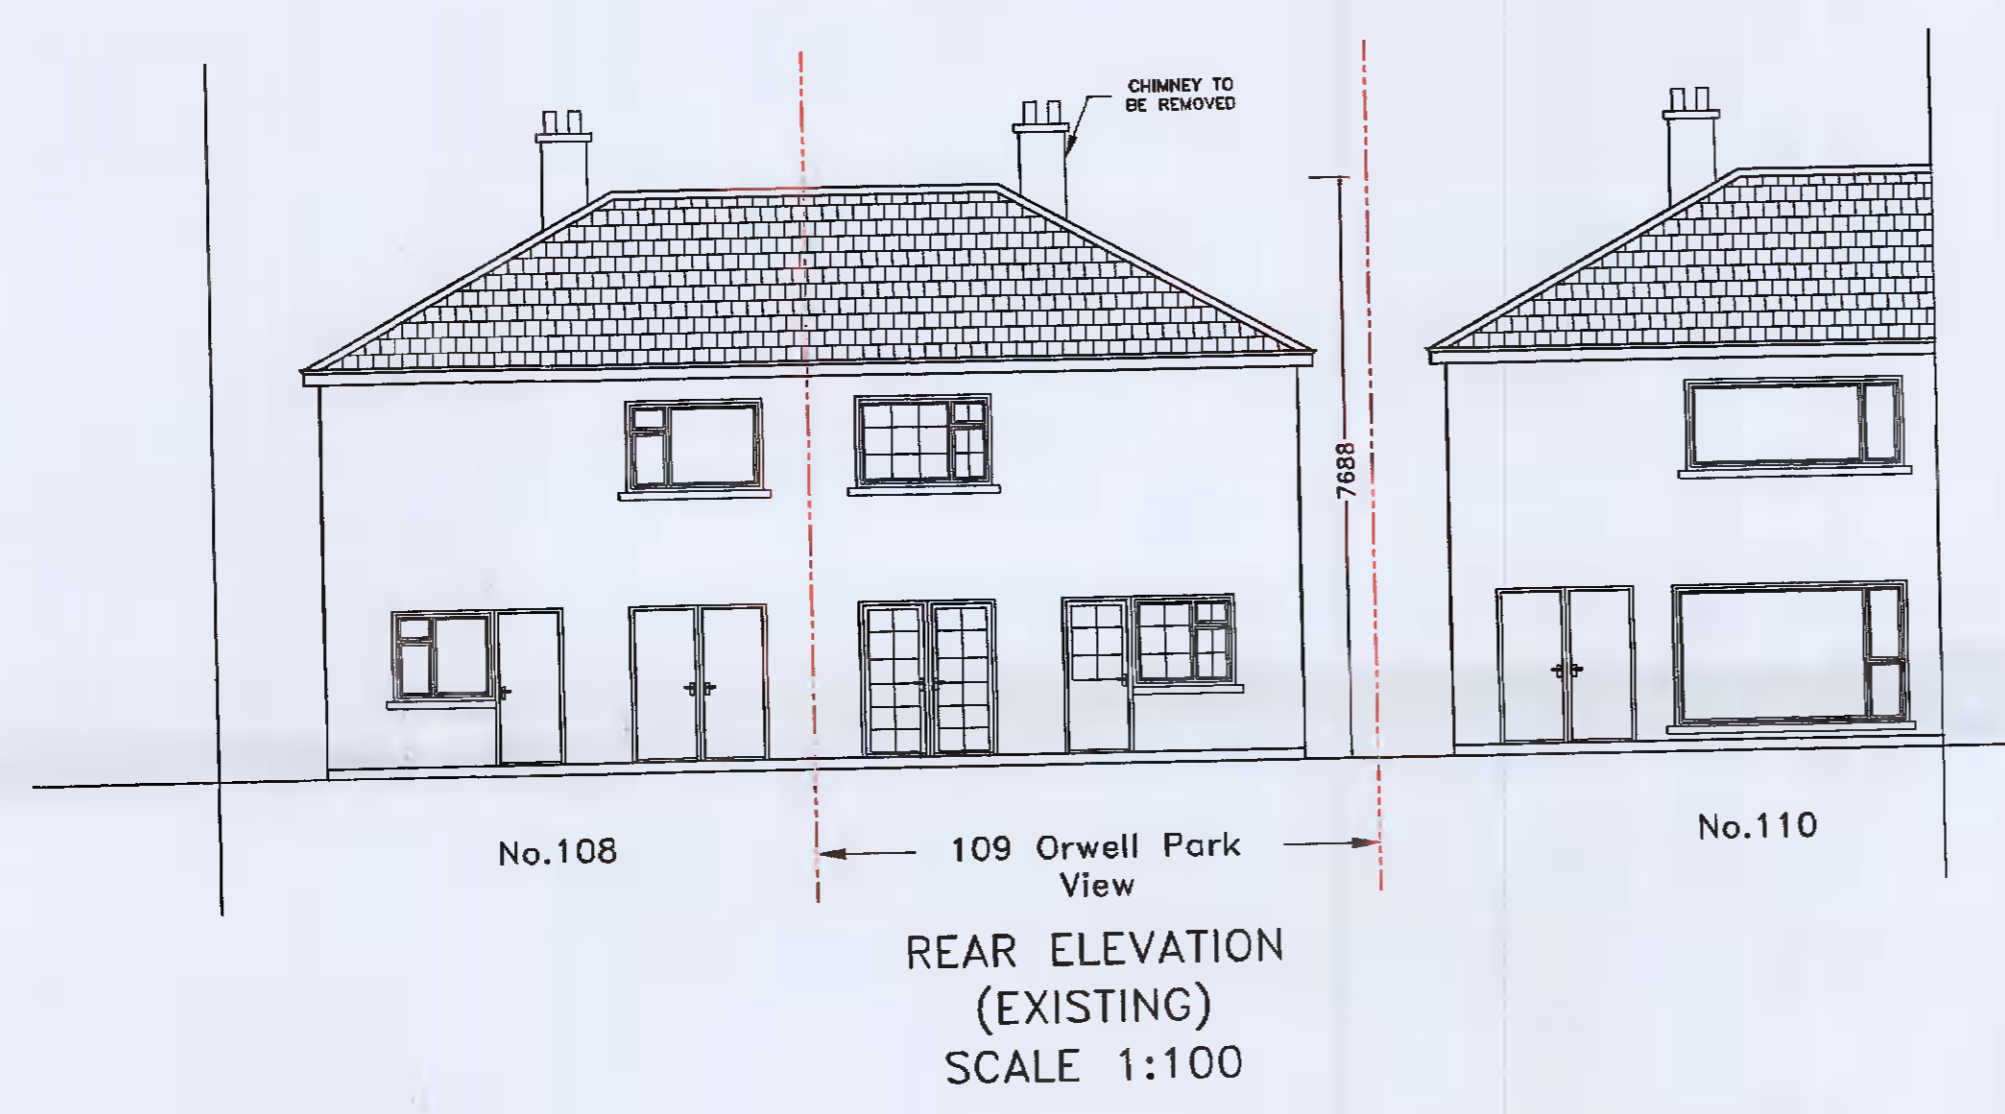 CHIMNEY TO
BE REMOVED
7688
No.108
109 Orwell Park
View
No.110
REAR ELEVATION
(EXISTING)
SCALE 1:100